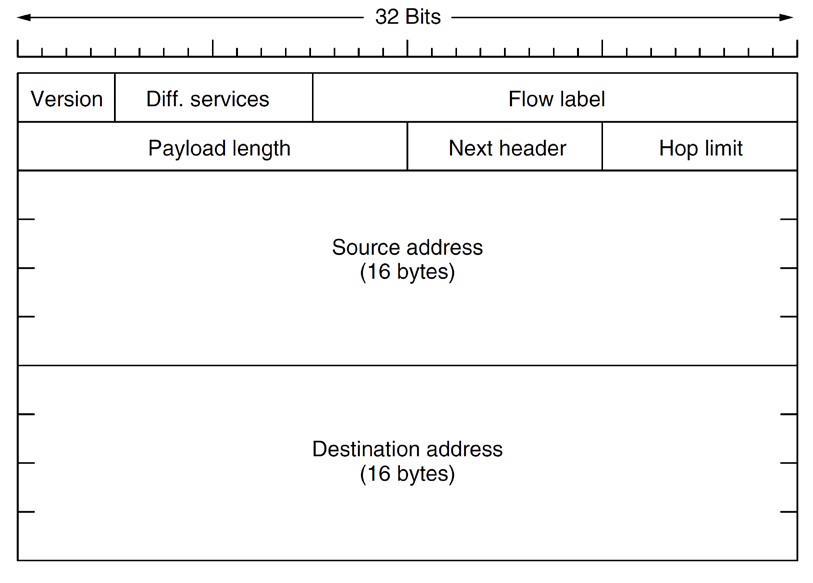 32 Bits
Version Diff. services Flow label
Payload length Next header Hop limit
Source address
(16 bytes)
Destination address
(16 bytes)